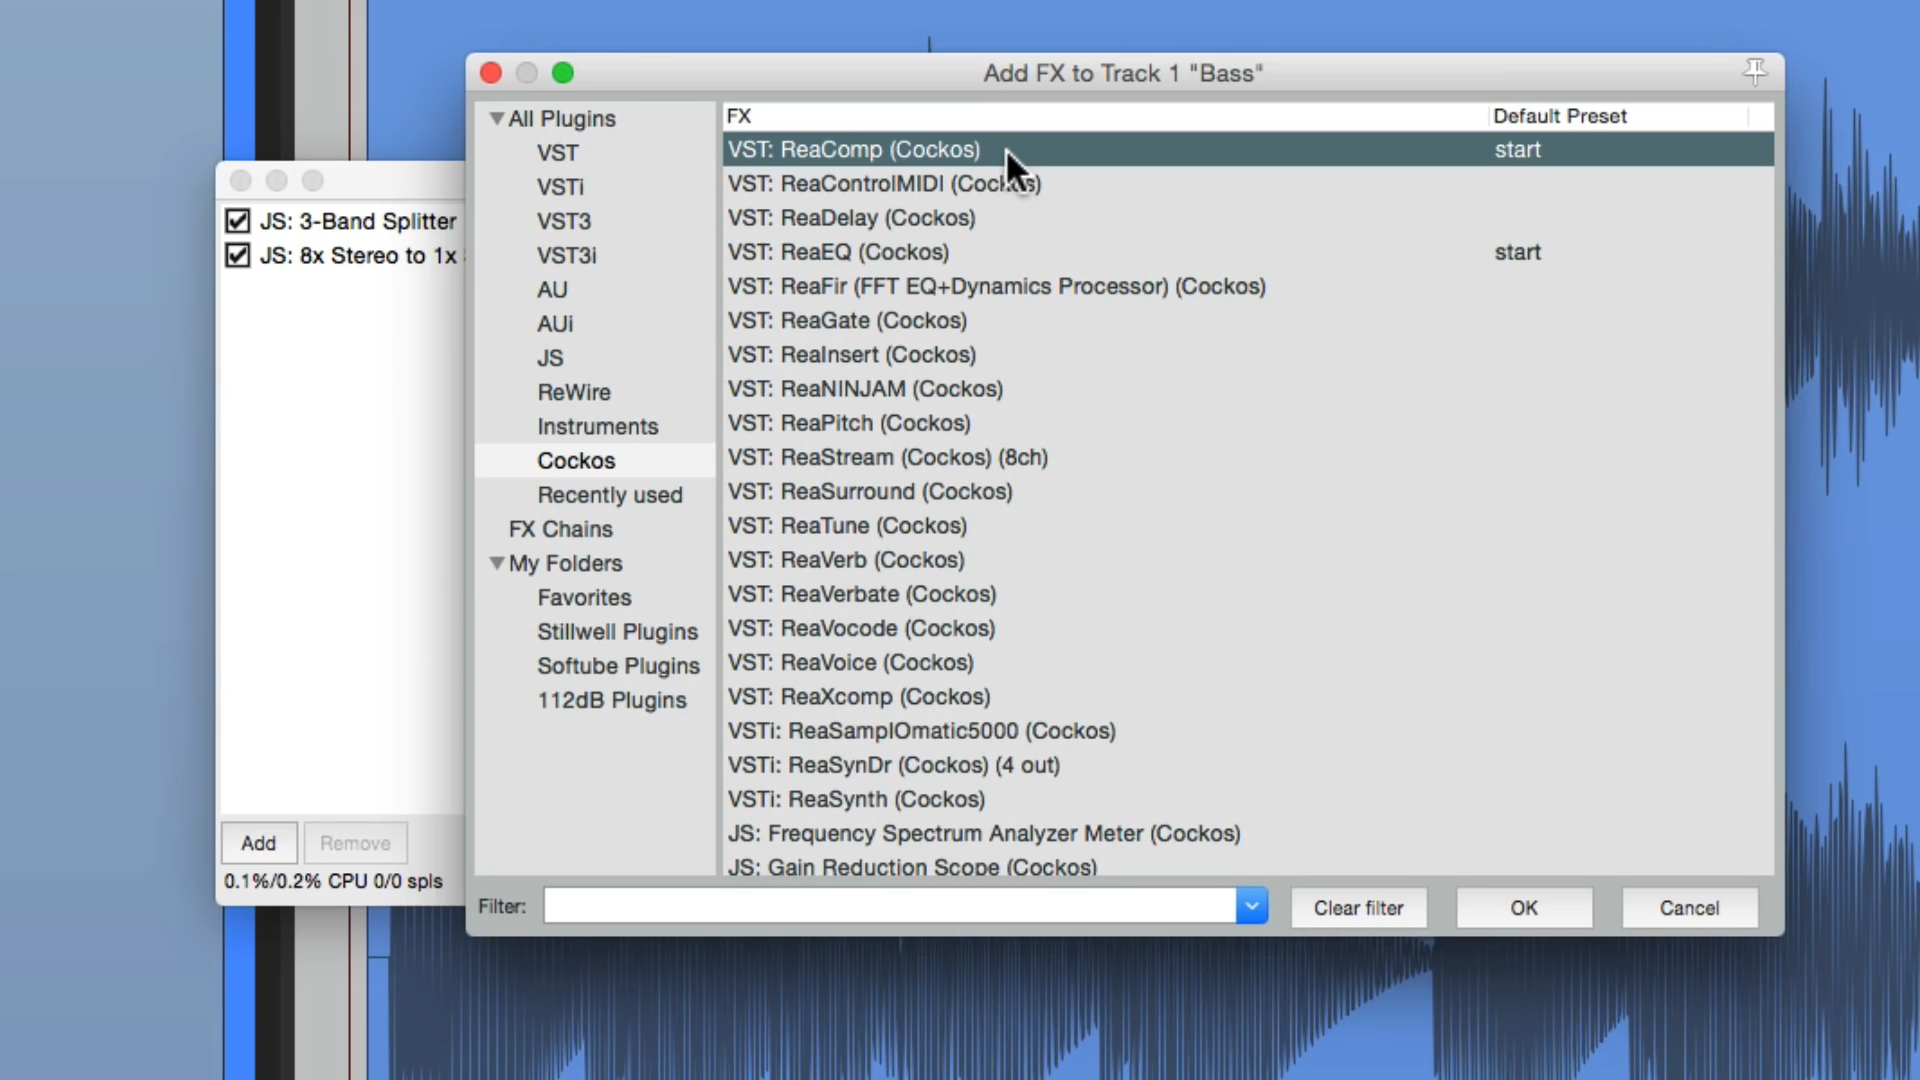 Add FX to Track 1 "Bass"
All Plugins
VST
VSTi
VST3
VST3i
AU
AUi
JS
ReWire
Instruments
Cockos
Recently used
FX Chains
My Folders
Favorites
Stillwell Plugins
Softube Plugins
112dB Plugins
FX Default Preset
VST: ReaComp (Cockos) start
VST: ReaControlMIDI (Cockos)
VST: ReaDelay (Cockos)
VST: ReaEQ (Cockos) start
VST: ReaFir (FFT EQ+Dynamics Processor) (Cockos)
VST: ReaGate (Cockos)
VST: ReaInsert (Cockos)
VST: ReaNINJAM (Cockos)
VST: ReaPitch (Cockos)
VST: ReaStream (Cockos) (8ch)
VST: ReaSurround (Cockos)
VST: ReaTune (Cockos)
VST: ReaVerb (Cockos)
VST: ReaVerbate (Cockos)
VST: ReaVocode (Cockos)
VST: ReaVoice (Cockos)
VST: ReaXcomp (Cockos)
VSTi: ReaSamplOmatic5000 (Cockos)
VSTi: ReaSynDr (Cockos) (4 out)
VSTi: ReaSynth (Cockos)
JS: Frequency Spectrum Analyzer Meter (Cockos)
JS: Gain Reduction Scope (Cockos)
Filter: Clear filter OK Cancel
JS: 3-Band Splitter
JS: 8x Stereo to 1x
Add Remove
0.1%/0.2% CPU 0/0 spls